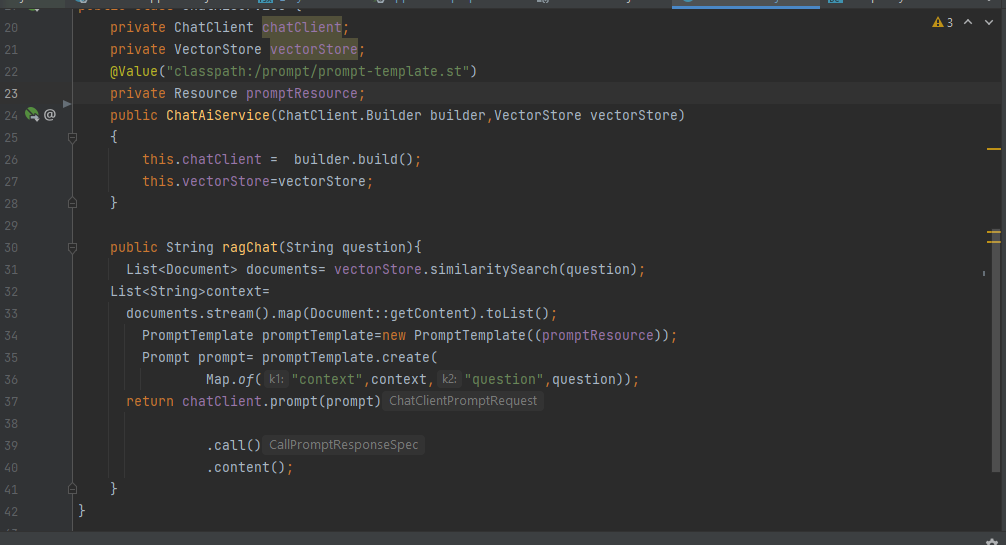 20 private ChatClient chatClient;
3
21 private VectorStore vectorStore;
22 @Value("classpath:/prompt/prompt-template.st")
23 private Resource promptResource;
24 @ public ChatAiService(ChatClient.Builder builder,VectorStore vectorStore)
25 {
26 this.chatClient =  builder.build();
27 this.vectorStore=vectorStore;
28 }
29
30 public String ragChat(String question){
31 List<Document> documents= vectorStore.similaritySearch(question);
32 List<String>context=
33 documents.stream().map(Document::getContent).toList();
34 PromptTemplate promptTemplate=new PromptTemplate((promptResource));
35 Prompt prompt= promptTemplate.create(
36 Map.of( k1: "context",context, k2: "question",question));
37 return chatClient.prompt(prompt) ChatClientPromptRequest
38
39 .call() CallPromptResponseSpec
40 .content();
41 }
42 }